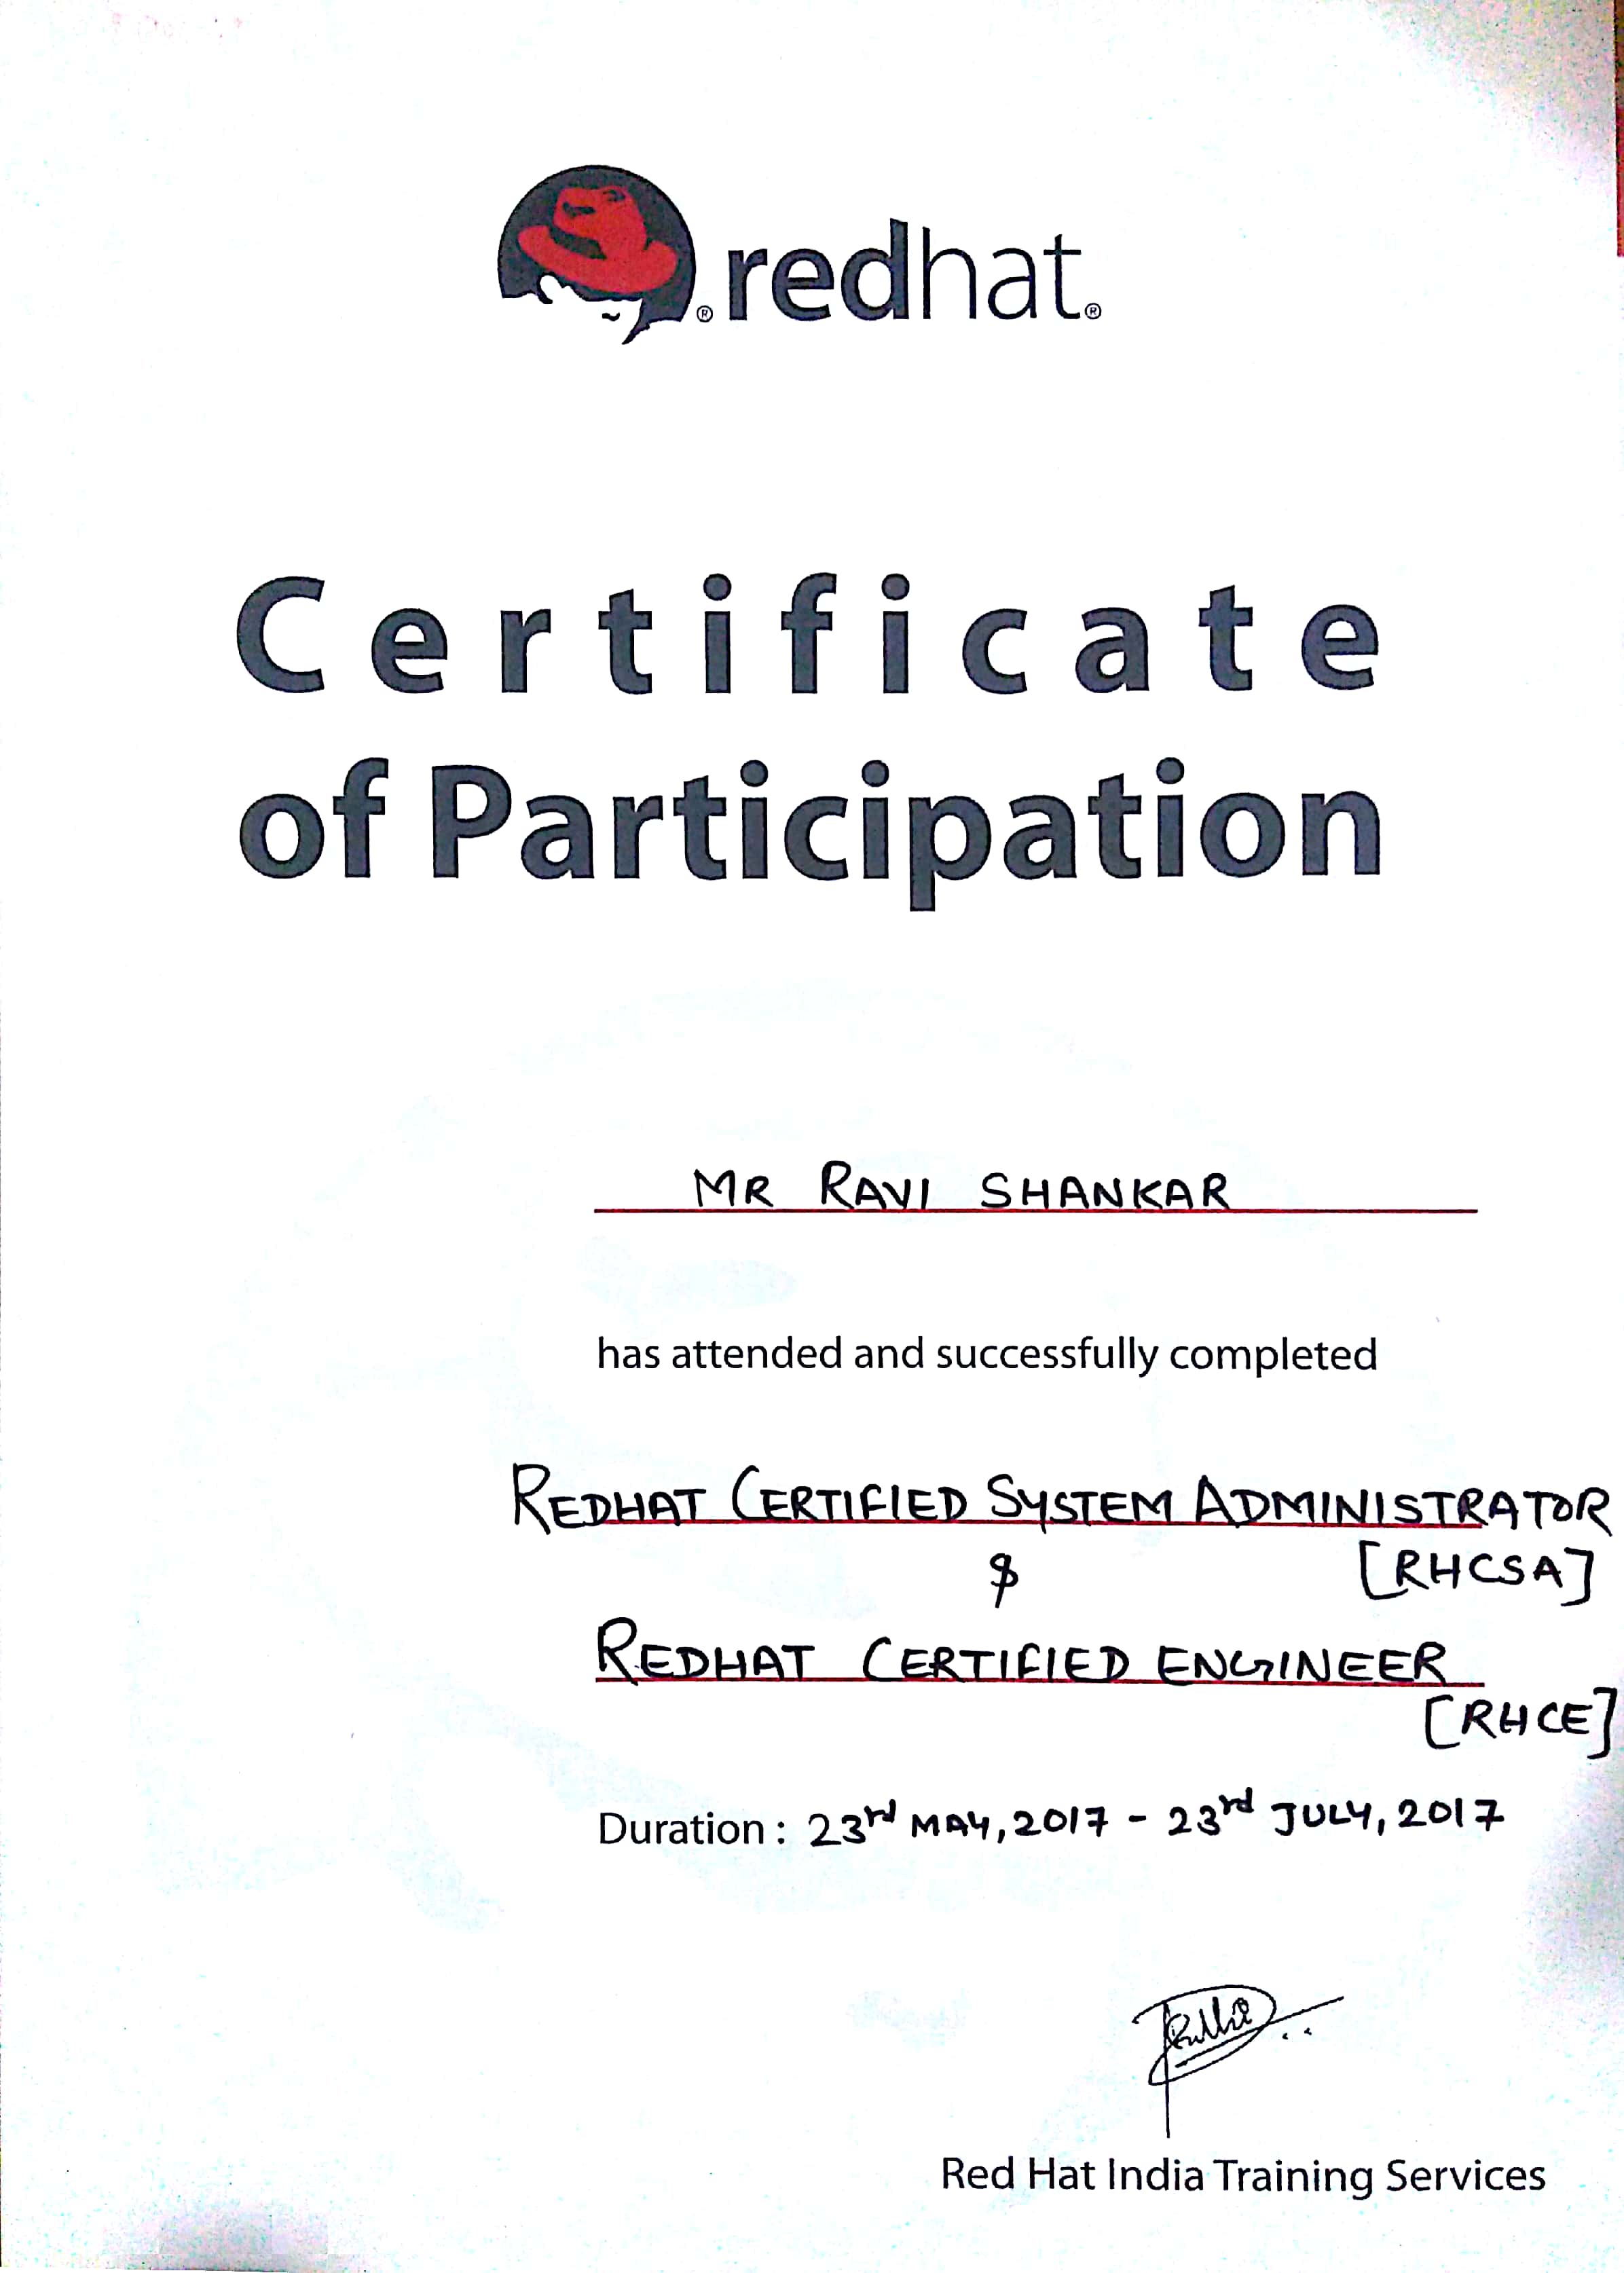 redhat
Certificate
of Participation
MR RAVI SHANKAR
has attended and successfully completed
REDHAT CERTIFIED SYSTEM ADMINISTRATOR
& [RHCSA]
REDHAT CERTIFIED ENGINEER
[RHCE]
Duration : 23rd MAY, 2017 - 23rd JULY, 2017
Red Hat India Training Services